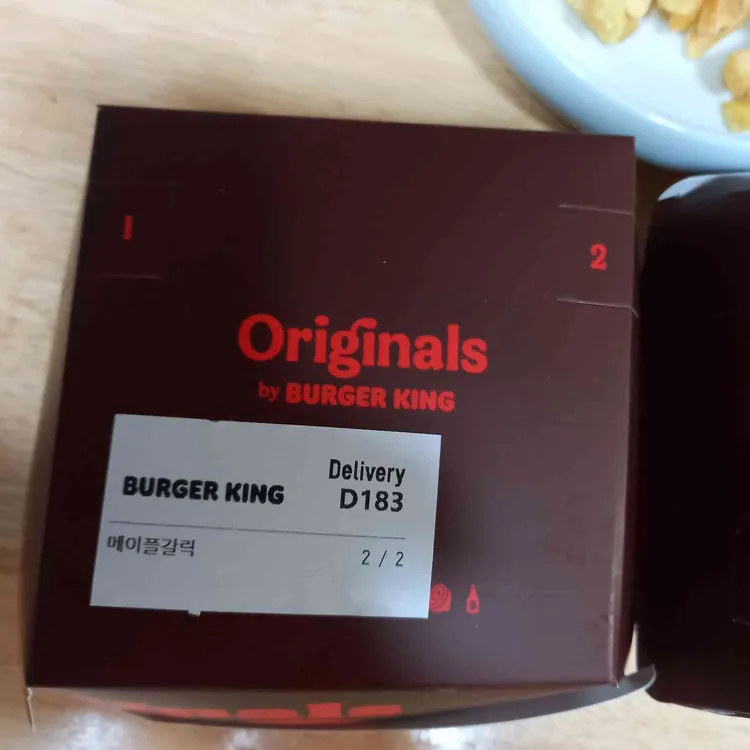 1
2
Originals
by BURGER KING
Delivery
BURGER KING
D183
메이플갈릭
2 / 2